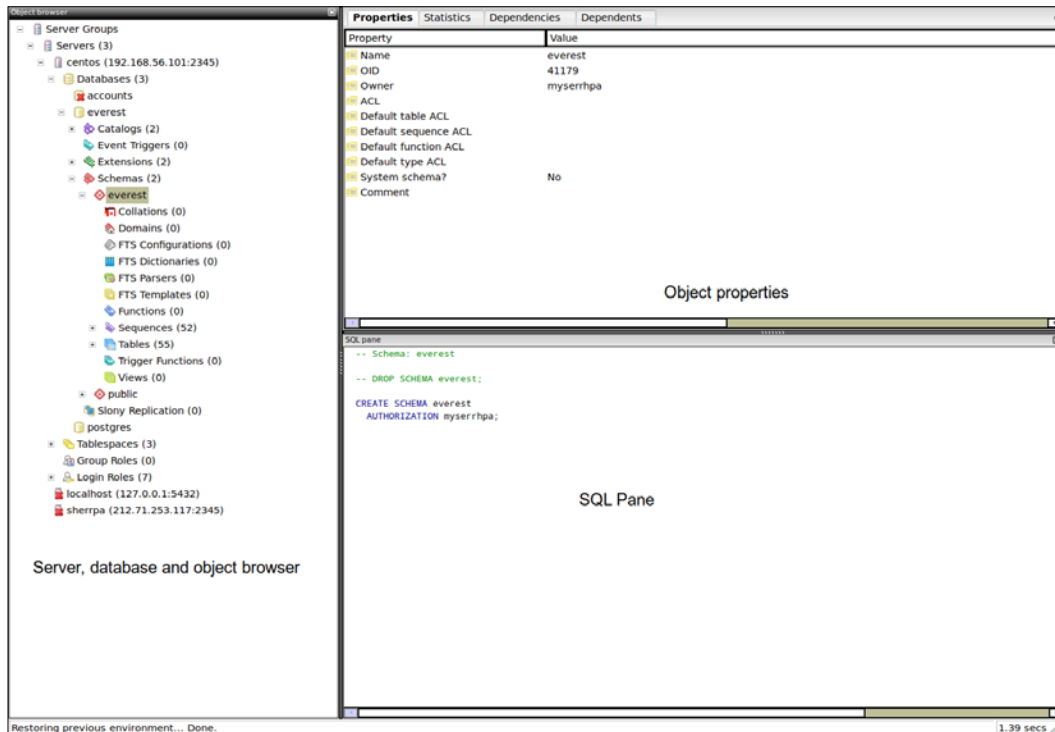 Object browser
Server Groups
Servers (3)
centos (192.168.56.101:2345)
Databases (3)
accounts
everest
Catalogs (2)
Event Triggers (0)
Extensions (2)
Schemas (2)
everest
Collations (0)
Domains (0)
FTS Configurations (0)
FTS Dictionaries (0)
FTS Parsers (0)
FTS Templates (0)
Functions (0)
Sequences (52)
Tables (55)
Trigger Functions (0)
Views (0)
public
Slony Replication (0)
postgres
Tablespaces (3)
Group Roles (0)
Login Roles (7)
localhost (127.0.0.1:5432)
sherrpa (212.71.253.117:2345)
Server, database and object browser
Properties Statistics Dependencies Dependents
Property Value
Name everest
OID 41179
Owner myserrhpa
ACL
Default table ACL
Default sequence ACL
Default function ACL
Default type ACL
System schema? No
Comment
Object properties
SQL pane
-- Schema: everest
-- DROP SCHEMA everest;
CREATE SCHEMA everest
AUTHORIZATION myserrhpa;
SQL Pane
Restoring previous environment... Done. 1.39 secs